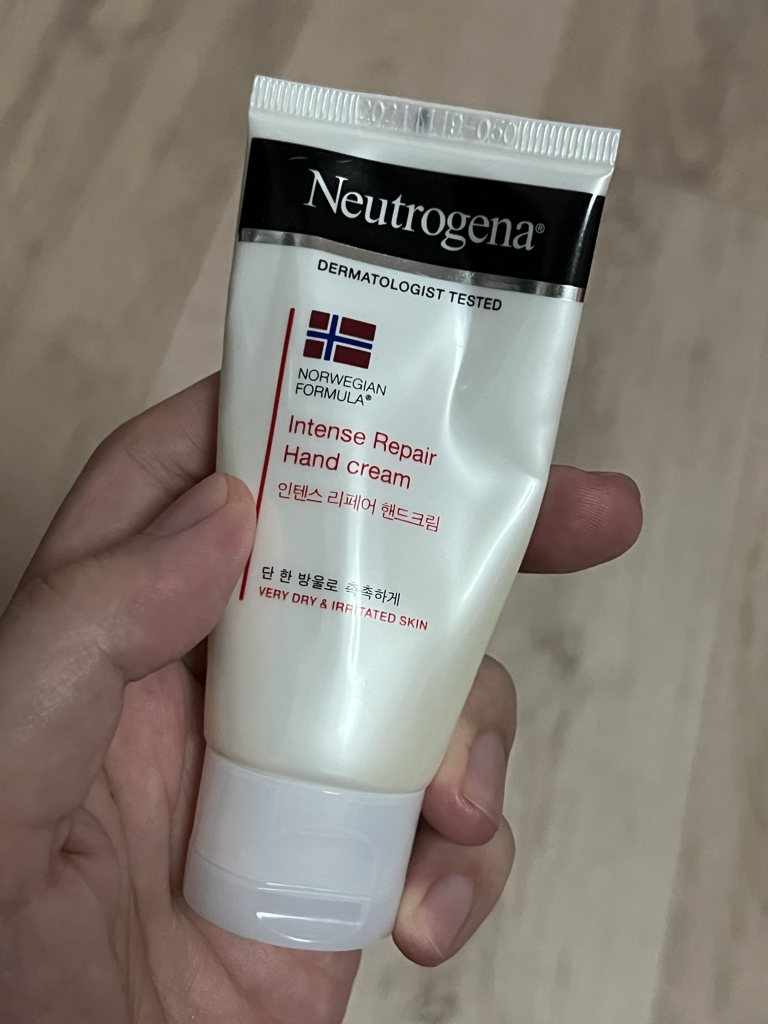 Neutrogena®
DERMATOLOGIST TESTED
NORWEGIAN
FORMULA®
Intense Repair
Hand cream
인텐스 리페어 핸드크림
단 한 방울로 촉촉하게
VERY DRY & IRRITATED SKIN